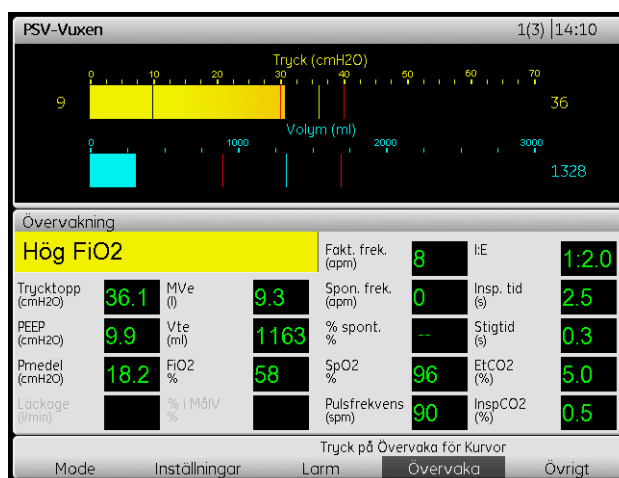 PSV-Vuxen 1(3) |14:10
Tryck (cmH2O)
0 10 20 30 40 50 60 70
9 36
Volym (ml)
0 1000 2000 3000
1328
Övervakning
Hög FiO2
Fakt. frek. (apm) 8 I:E 1:2.0
Trycktopp (cmH2O) 36.1 MVe (l) 9.3 Spon. frek. (apm) 0 Insp. tid (s) 2.5
PEEP (cmH2O) 9.9 Vte (ml) 1163 % spont. % -- Stigtid (s) 0.3
Pmedel (cmH2O) 18.2 FiO2 % 58 SpO2 % 96 EtCO2 (%) 5.0
Läckage (l/min) % i MålV % Pulsfrekvens (spm) 90 InspCO2 (%) 0.5
Tryck på Övervaka för Kurvor
Mode Inställningar Larm Övervaka Övrigt